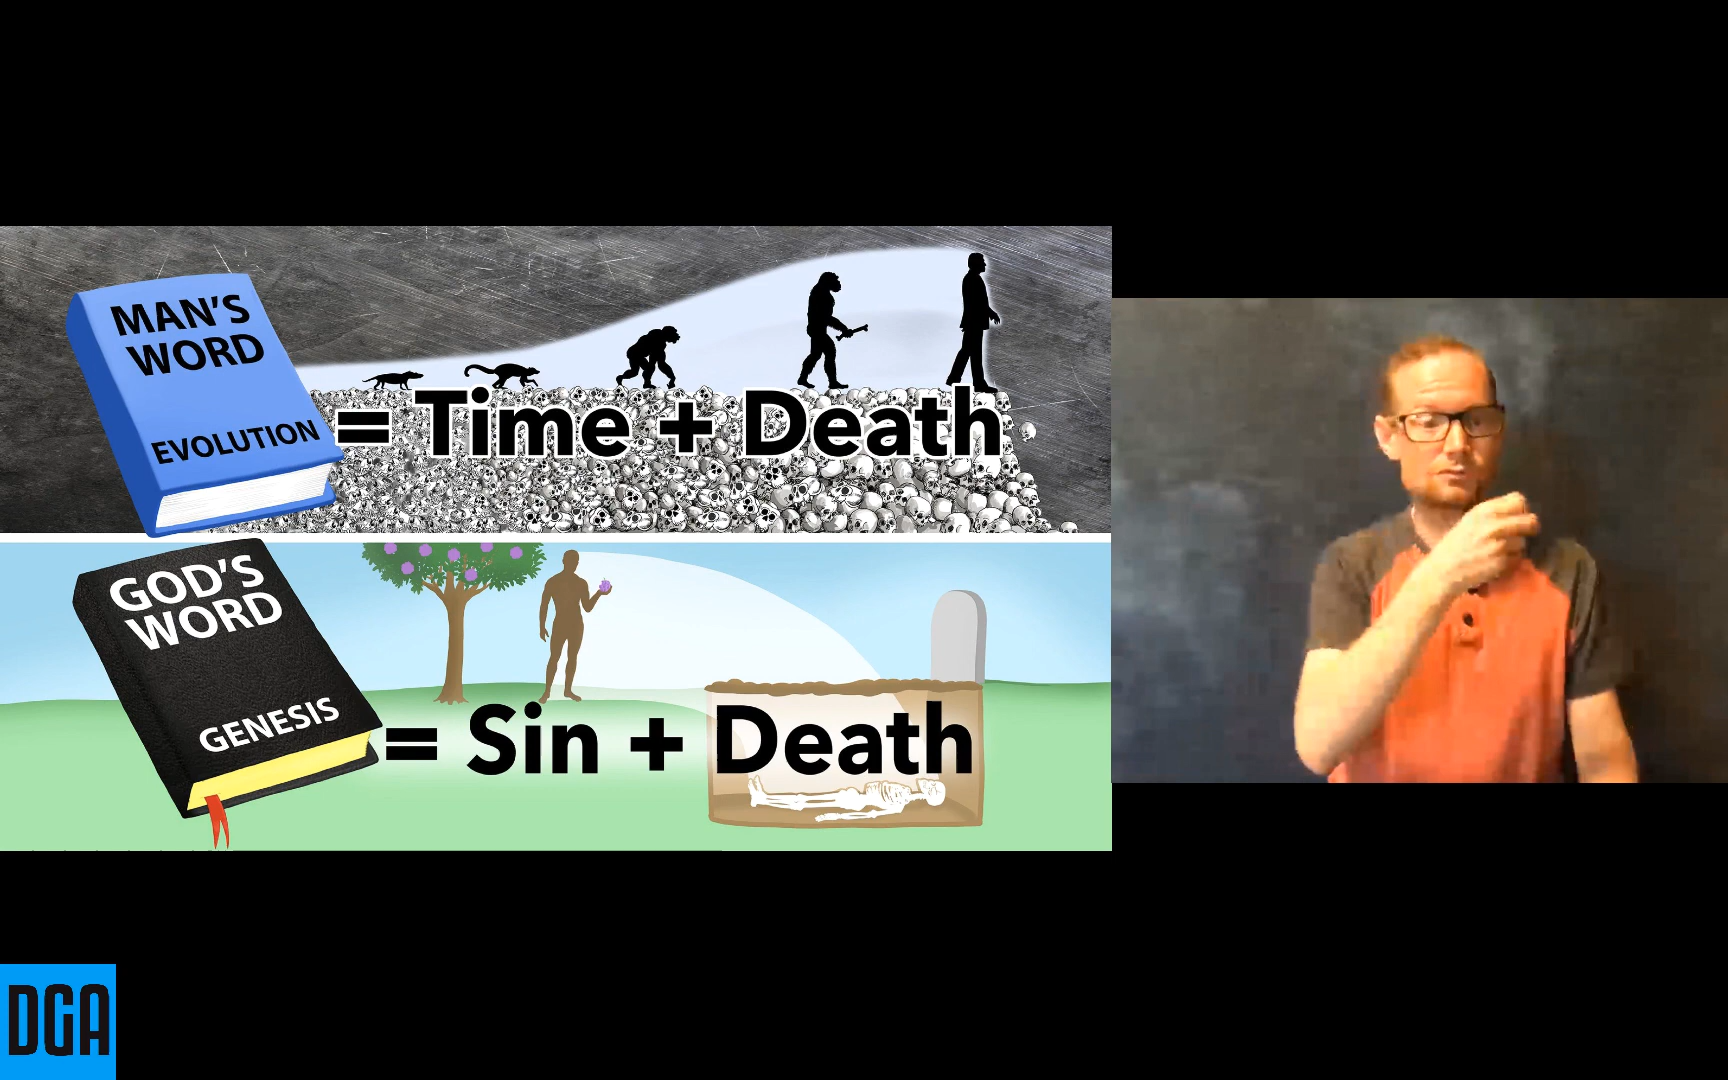 MAN'S
WORD
EVOLUTION
= Time + Death
GOD'S
WORD
GENESIS
= Sin + Death
DGA